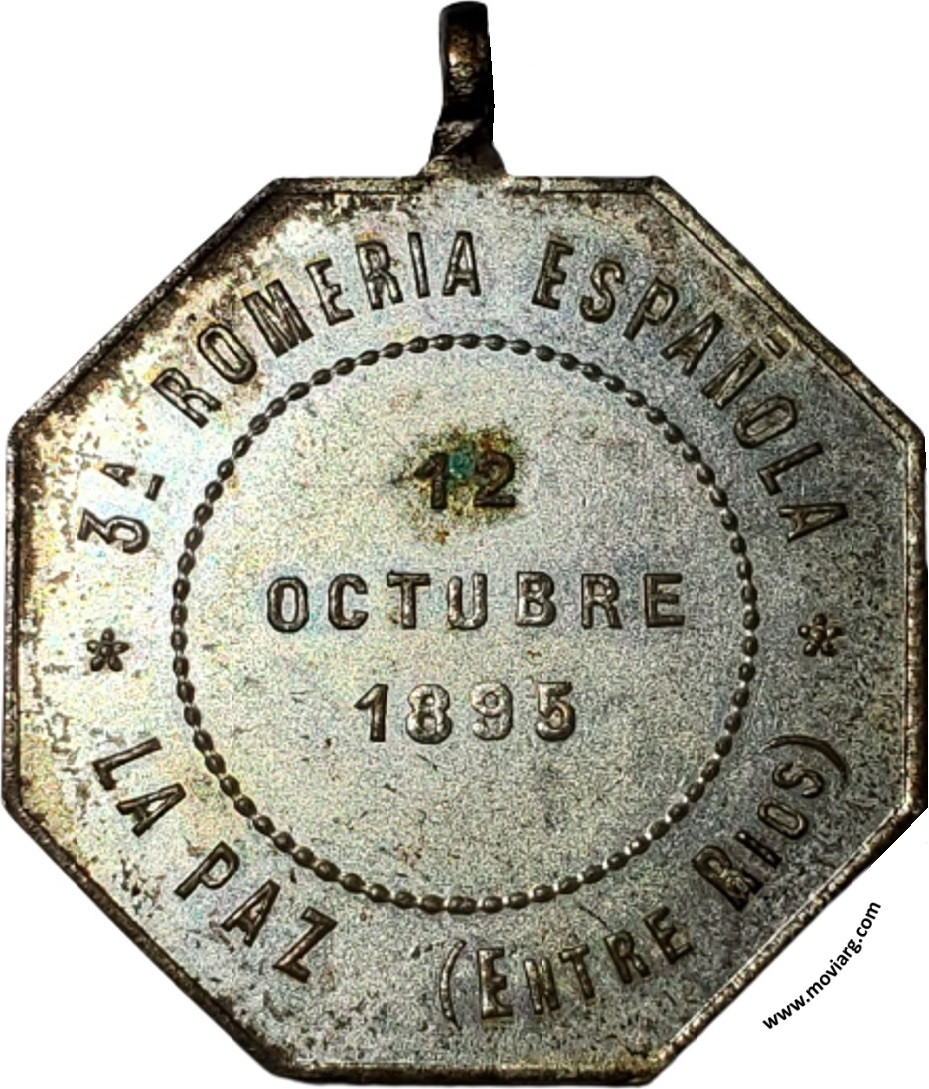 3ᴬ ROMERIA ESPAÑOLA
12
OCTUBRE
1895
* LA PAZ (ENTRE RIOS) *
www.moviarg.com